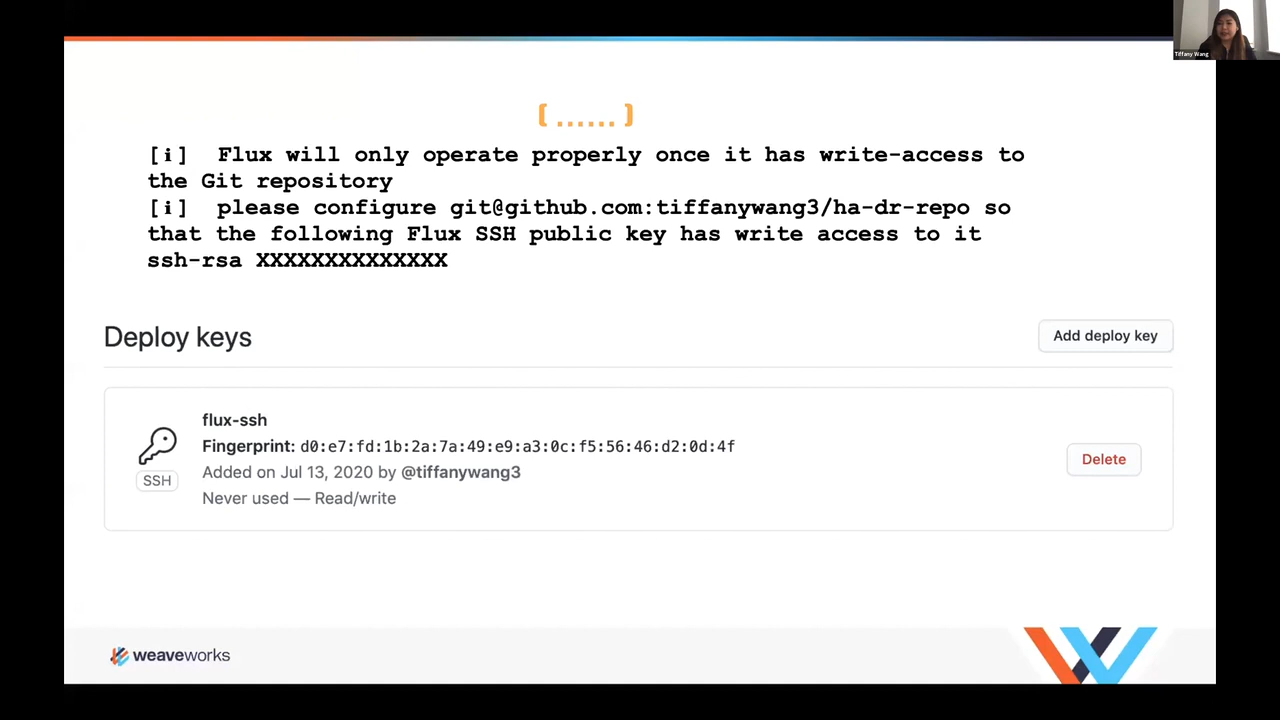 Tiffany Wang
( ...... )
[i]  Flux will only operate properly once it has write-access to
the Git repository
[i]  please configure git@github.com:tiffanywang3/ha-dr-repo so
that the following Flux SSH public key has write access to it
ssh-rsa XXXXXXXXXXXXXX
Deploy keys
Add deploy key
flux-ssh
Fingerprint: d0:e7:fd:1b:2a:7a:49:e9:a3:0c:f5:56:46:d2:0d:4f
SSH
Added on Jul 13, 2020 by @tiffanywang3
Never used — Read/write
Delete
weaveworks